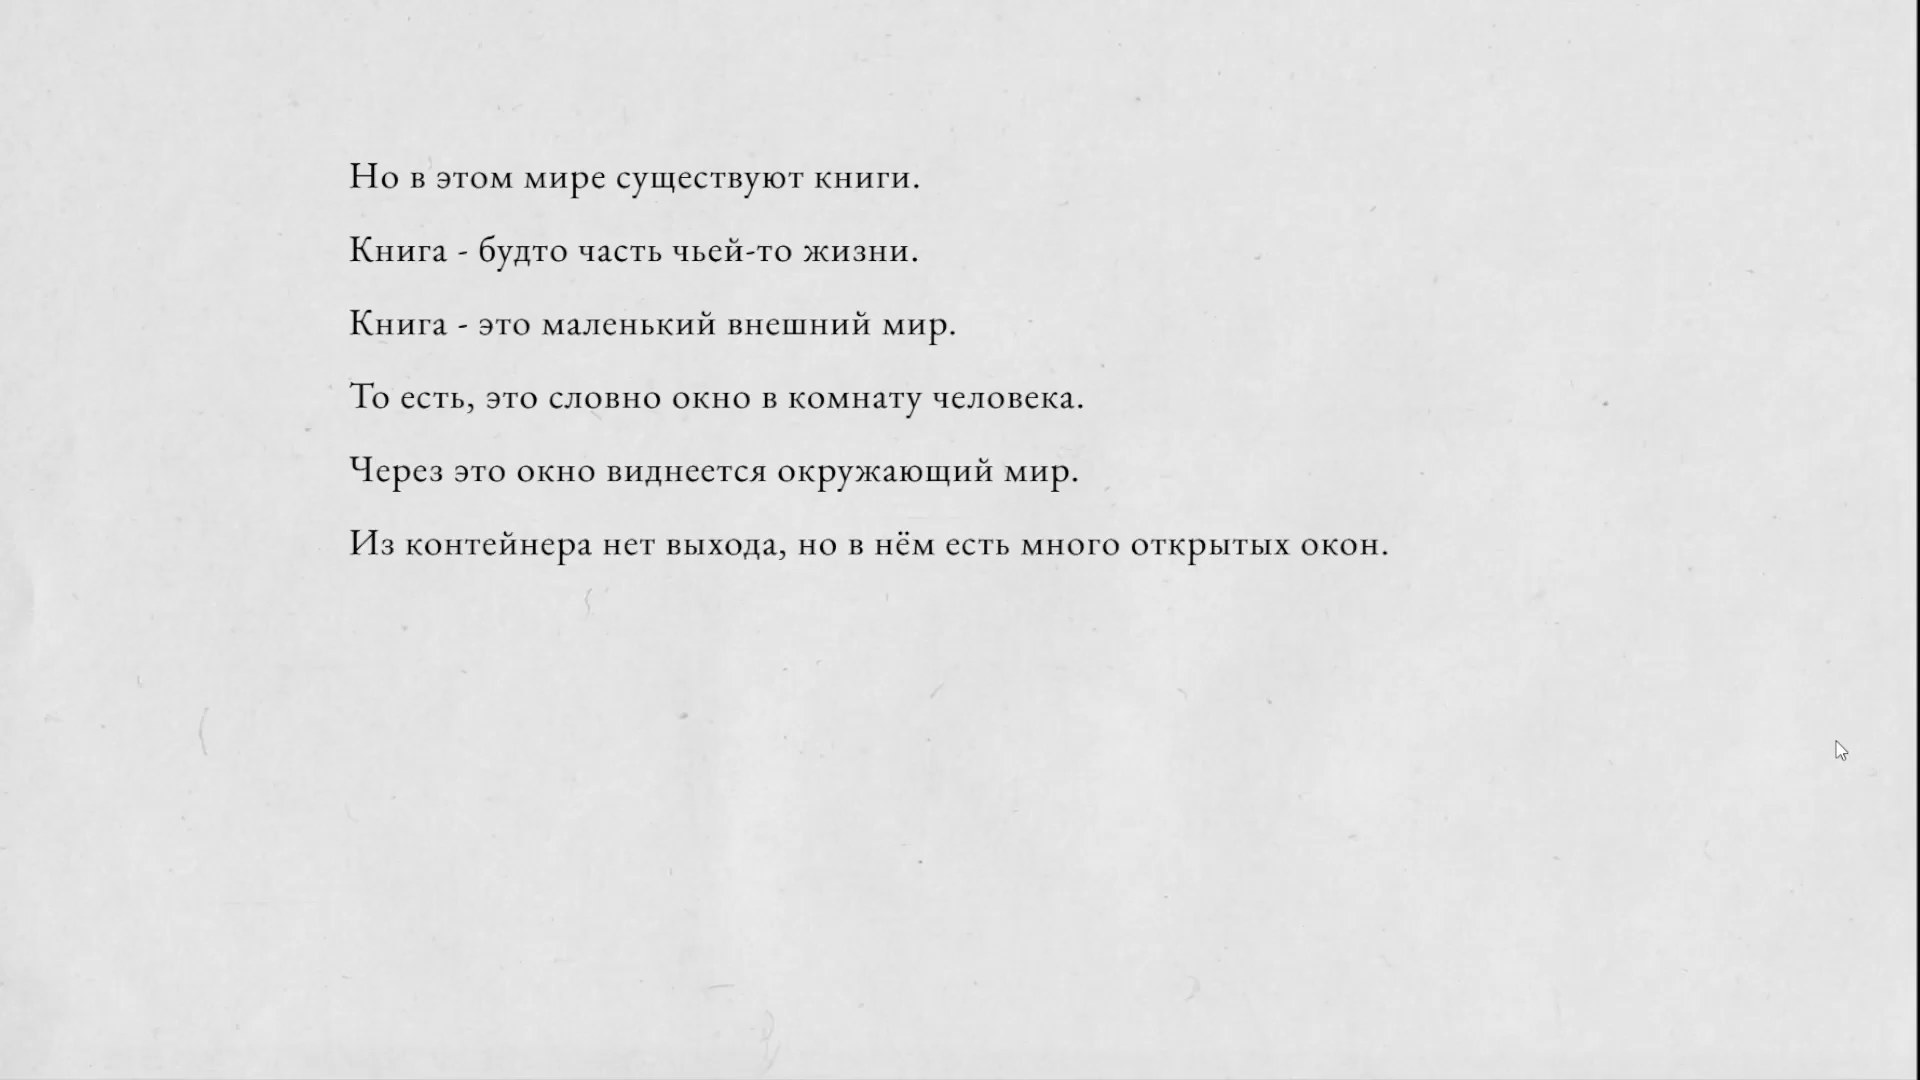 Но в этом мире существуют книги.
Книга - будто часть чьей-то жизни.
Книга - это маленький внешний мир.
То есть, это словно окно в комнату человека.
Через это окно виднеется окружающий мир.
Из контейнера нет выхода, но в нём есть много открытых окон.